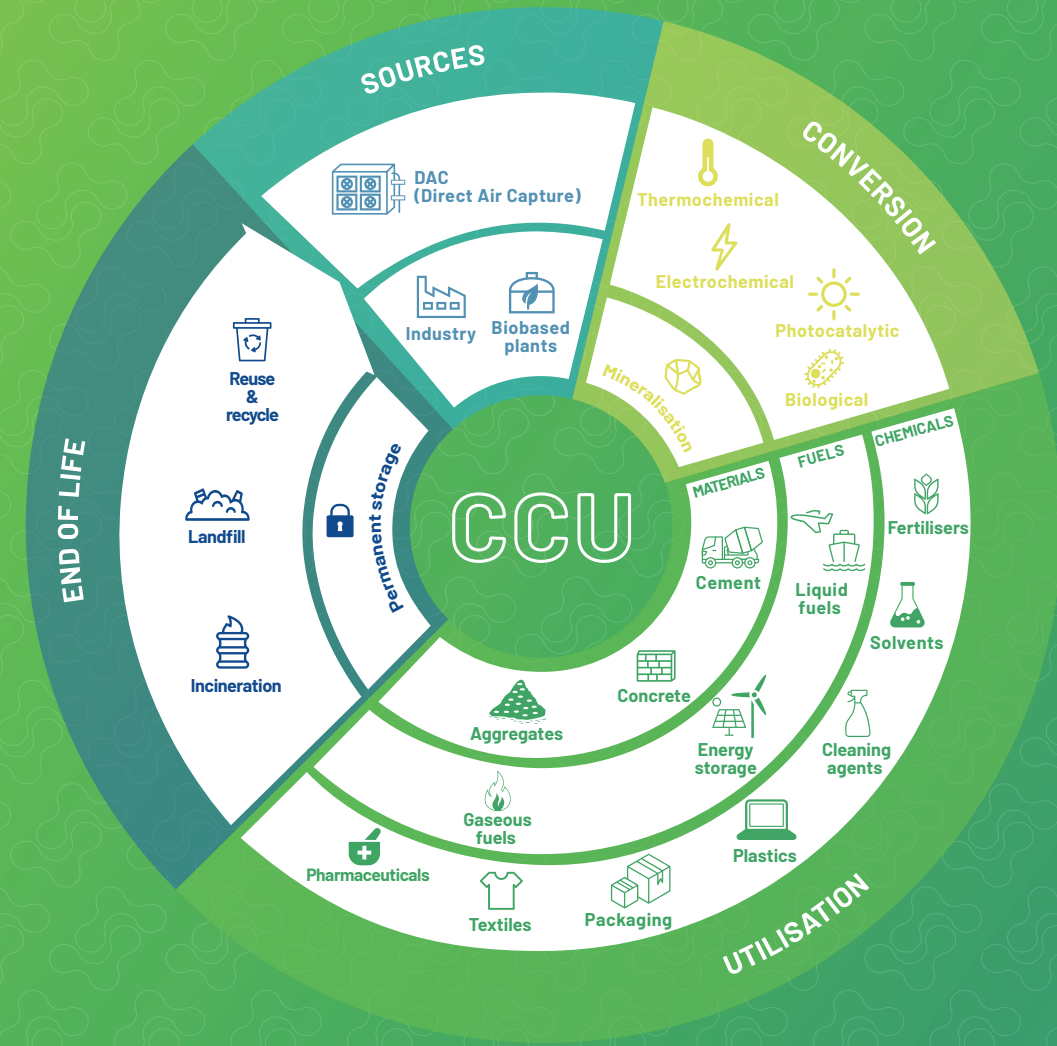 SOURCES
DAC
(Direct Air Capture)
Industry
Biobased
plants
CONVERSION
Thermochemical
Electrochemical
Photocatalytic
Biological
Mineralisation
CCU
UTILISATION
MATERIALS
Cement
Concrete
Aggregates
FUELS
Liquid
fuels
Energy
storage
Gaseous
fuels
CHEMICALS
Fertilisers
Solvents
Cleaning
agents
Plastics
Packaging
Textiles
Pharmaceuticals
END OF LIFE
Reuse
&
recycle
Landfill
Incineration
Permanent storage